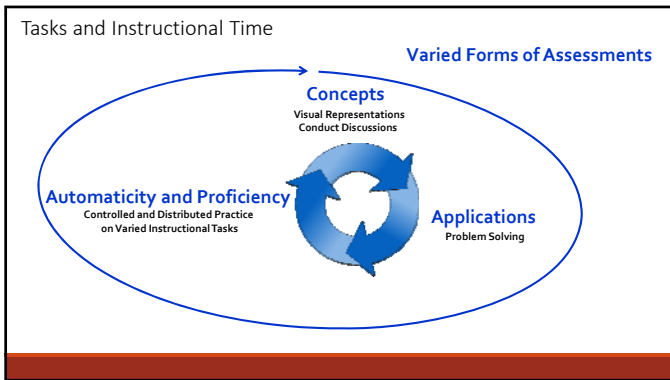 Tasks and Instructional Time
Varied Forms of Assessments
Concepts
Visual Representations
Conduct Discussions
Automaticity and Proficiency
Controlled and Distributed Practice
on Varied Instructional Tasks
Applications
Problem Solving